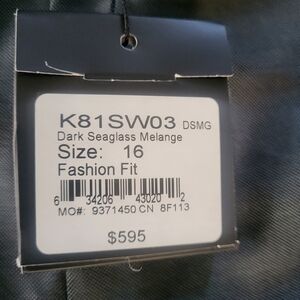 K81SW03 DSMG
Dark Seaglass Melange
Size: 16
Fashion Fit
6 34206 43020 2
MO#: 9371450 CN 8F113
$595